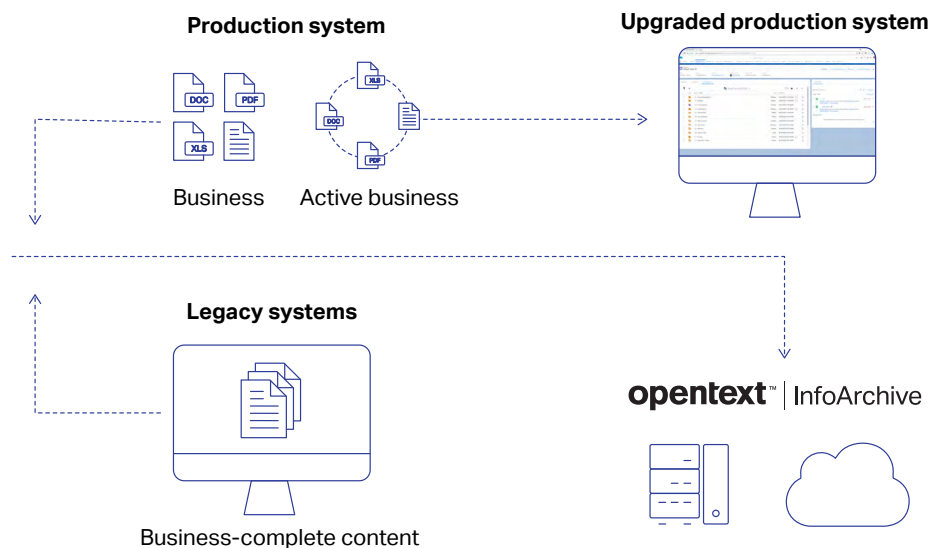 Production system
Upgraded production system
DOC
PDF
XLS
XLS
DOC
PDF
Business
Active business
Legacy systems
opentext™ | InfoArchive
Business-complete content